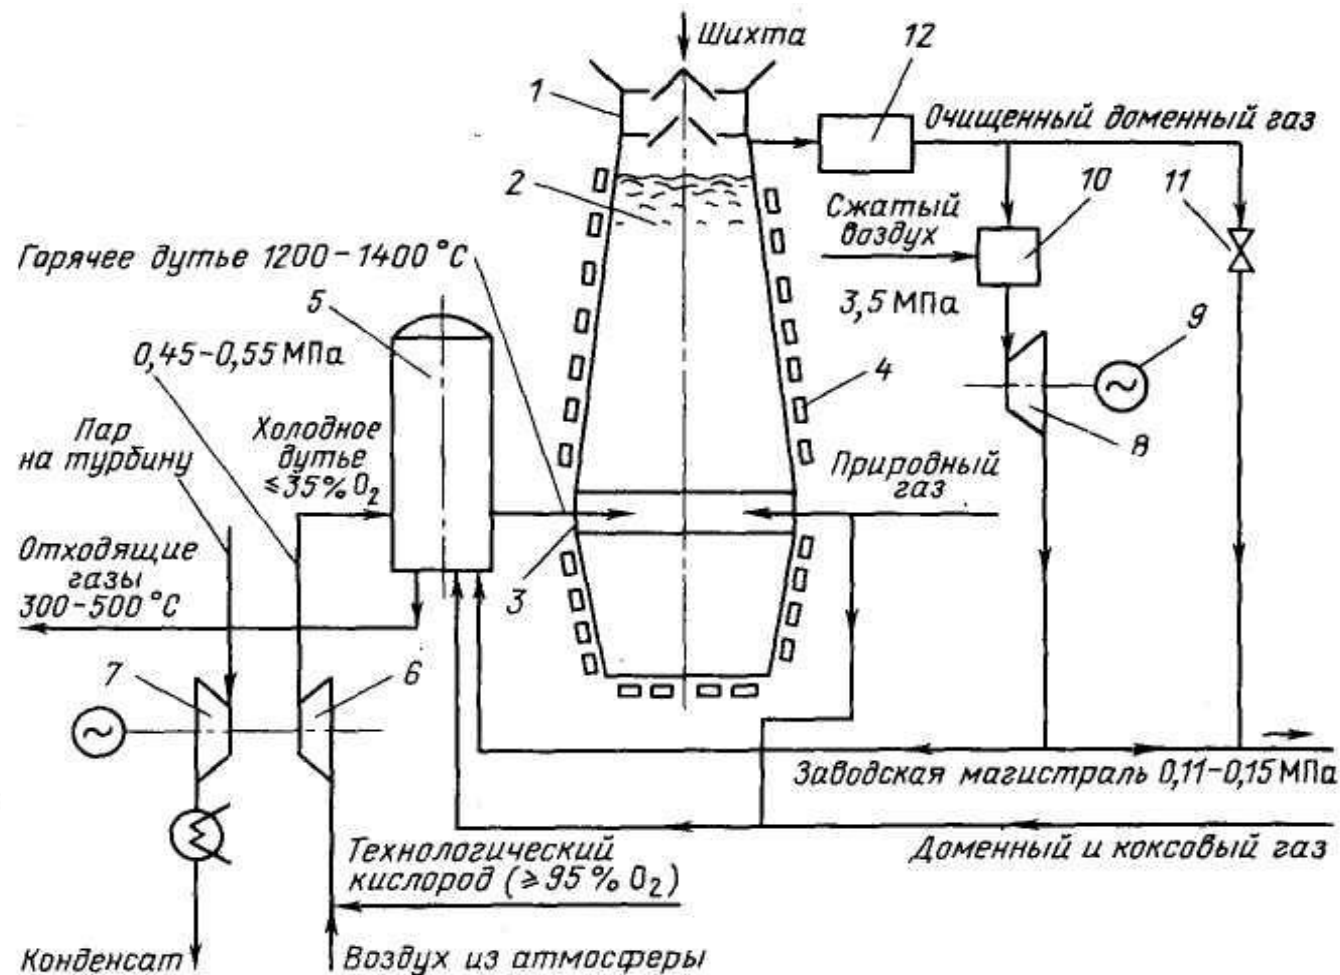 Шихта
12
1
Очищенный доменный газ
2
Сжатый
воздух
10
11
Горячее дутье 1200-1400°С
5
3,5 МПа
9
0,45-0,55 МПа
4
Пар
на турбину
Холодное
дутье
≤35% O₂
8
Природный
газ
Отходящие
газы
300-500°С
3
7
6
Заводская магистраль 0,11-0,15 МПа
Технологический
кислород (≥95% O₂)
Доменный и коксовый газ
Конденсат
Воздух из атмосферы